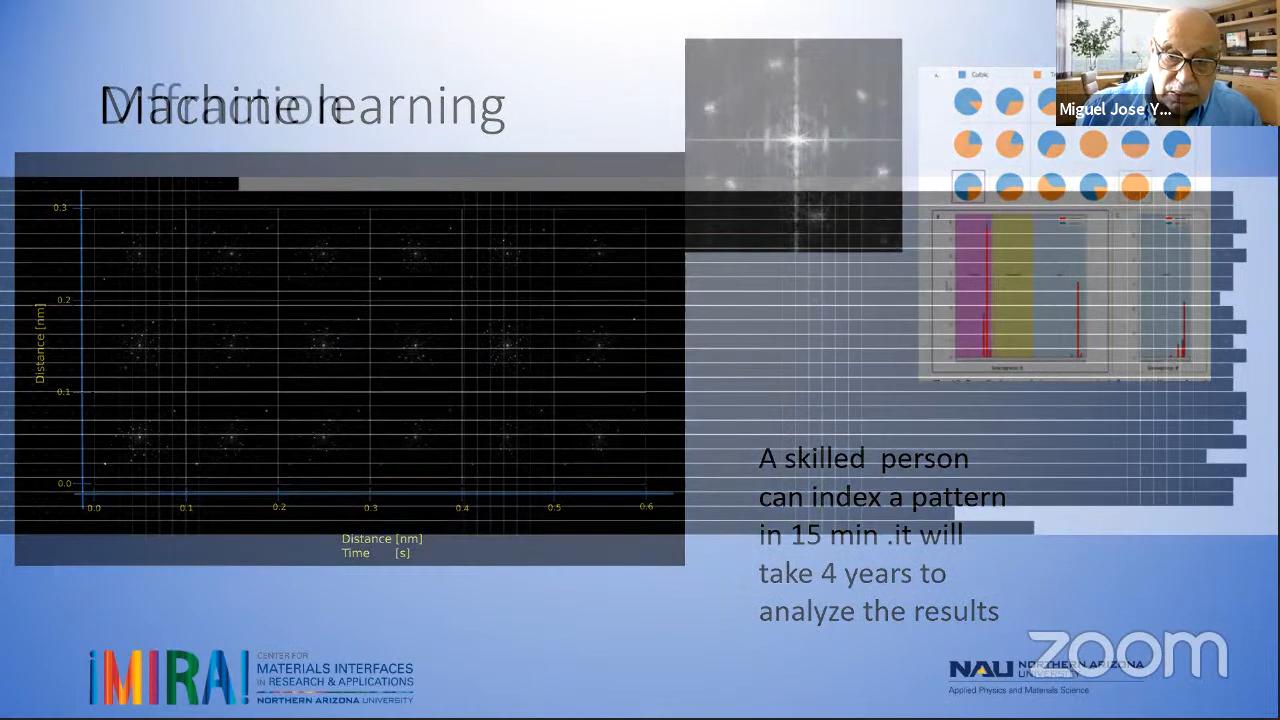 Diffraction
Machine learning
Cubic
Miguel Jose Y...
0.3
0.2
0.1
0.0
Distance [nm]
0.0 0.1 0.2 0.3 0.4 0.5 0.6
Distance [nm]
Time [s]
A skilled person
can index a pattern
in 15 min .it will
take 4 years to
analyze the results
¡MIRA!
CENTER FOR
MATERIALS INTERFACES
IN RESEARCH & APPLICATIONS
NORTHERN ARIZONA UNIVERSITY
NAU NORTHERN ARIZONA
UNIVERSITY
Applied Physics and Materials Science
zoom